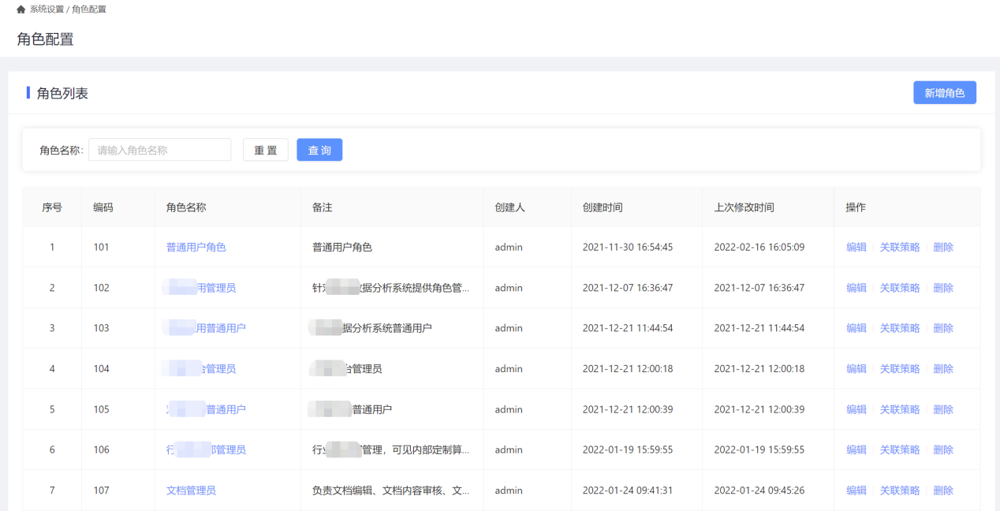 系统设置 / 角色配置
角色配置
角色列表 新增角色
角色名称: 请输入角色名称 重 置 查 询
序号 编码 角色名称 备注 创建人 创建时间 上次修改时间 操作
1 101 普通用户角色 普通用户角色 admin 2021-11-30 16:54:45 2022-02-16 16:05:09 编辑 关联策略 删除
2 102 用管理员 针对 据分析系统提供角色管... admin 2021-12-07 16:36:47 2021-12-07 16:36:47 编辑 关联策略 删除
3 103 用普通用户 据分析系统普通用户 admin 2021-12-21 11:44:54 2021-12-21 11:44:54 编辑 关联策略 删除
4 104 台管理员 台管理员 admin 2021-12-21 12:00:18 2021-12-21 12:00:18 编辑 关联策略 删除
5 105 普通用户 普通用户 admin 2021-12-21 12:00:39 2021-12-21 12:00:39 编辑 关联策略 删除
6 106 行 管理员 行业 管理，可见内部定制算... admin 2022-01-19 15:59:55 2022-01-19 15:59:55 编辑 关联策略 删除
7 107 文档管理员 负责文档编辑、文档内容审核、文... admin 2022-01-24 09:41:31 2022-01-24 09:45:26 编辑 关联策略 删除